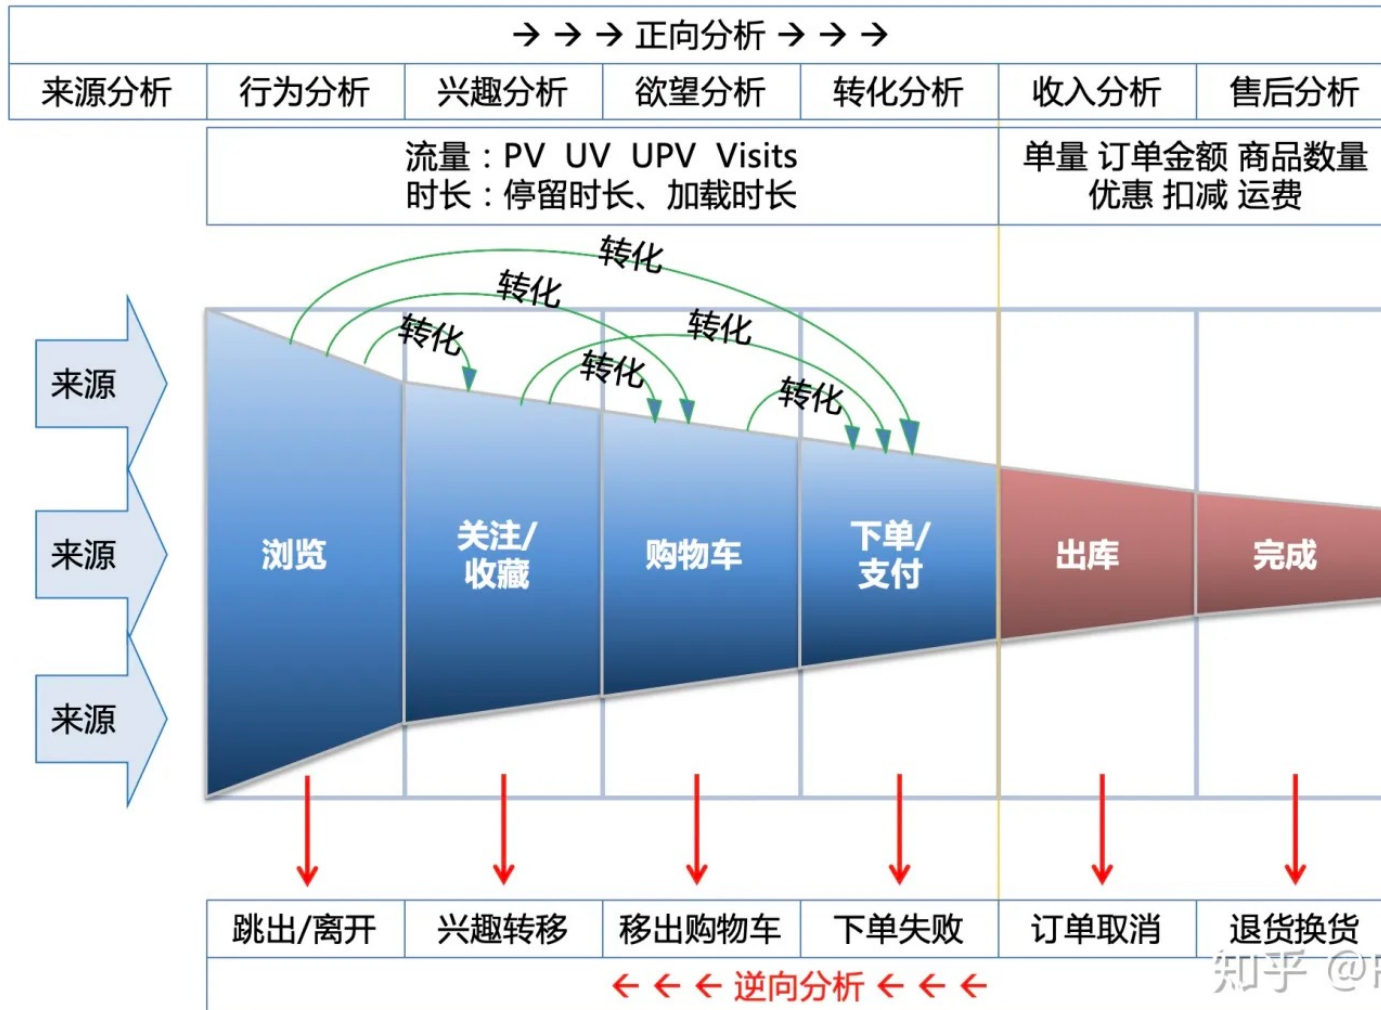 → → → 正向分析 → → →
来源分析 行为分析 兴趣分析 欲望分析 转化分析 收入分析 售后分析
流量：PV UV UPV Visits
时长：停留时长、加载时长
单量 订单金额 商品数量
优惠 扣减 运费
转化
转化
转化
转化
转化
转化
来源
来源
来源
浏览
关注/
收藏
购物车
下单/
支付
出库
完成
跳出/离开 兴趣转移 移出购物车 下单失败 订单取消 退货换货
← ← ← 逆向分析 ← ← ←
知乎 @